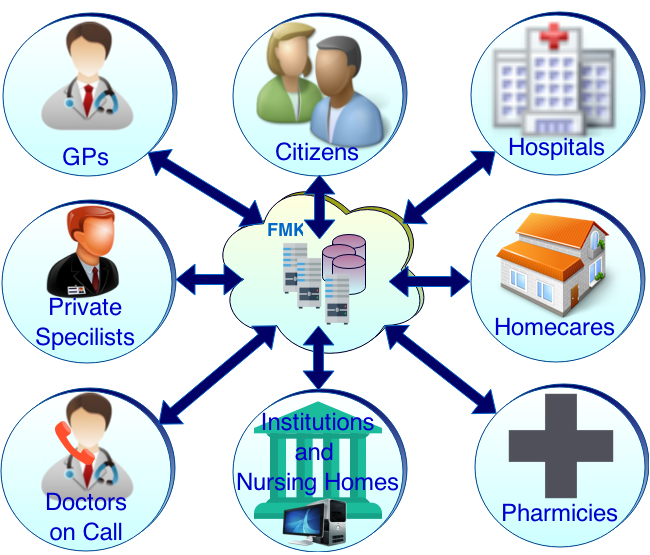 GPs
Citizens
Hospitals
FMK
Private
Specilists
Homecares
Doctors
on Call
Institutions
and
Nursing Homes
Pharmicies